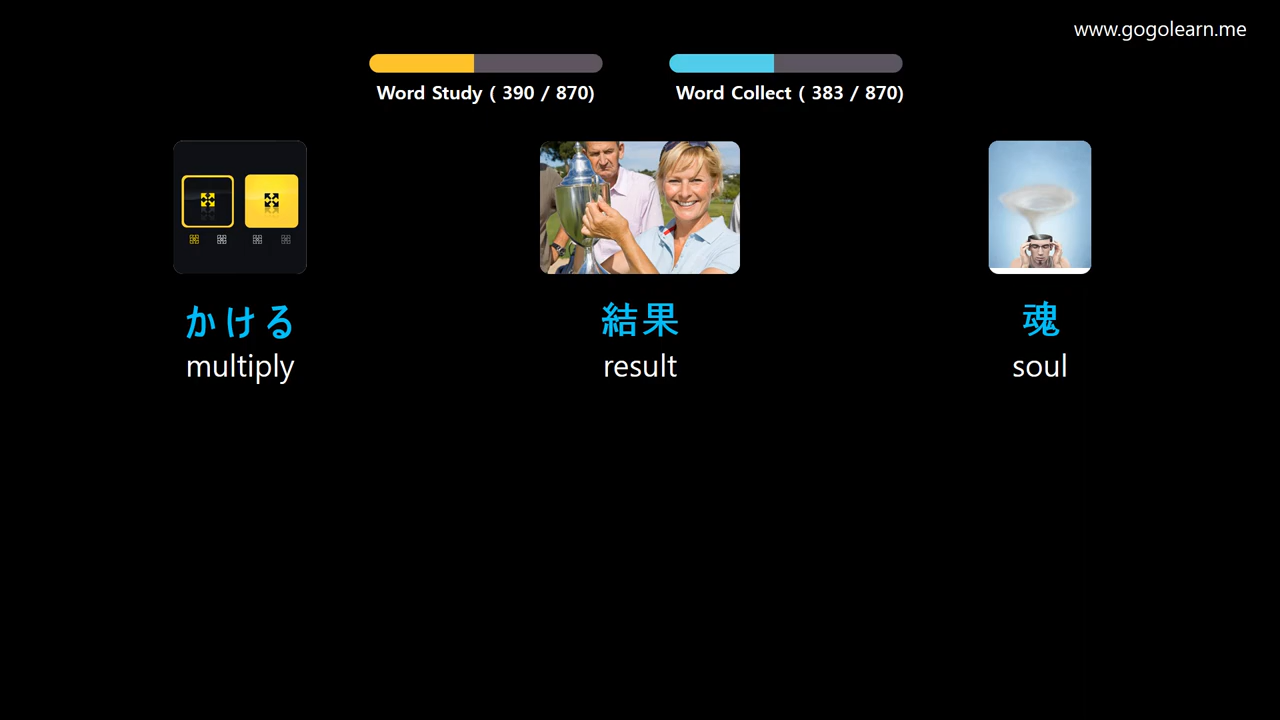 www.gogolearn.me
Word Study ( 390 / 870)
Word Collect ( 383 / 870)
かける
multiply
結果
result
魂
soul